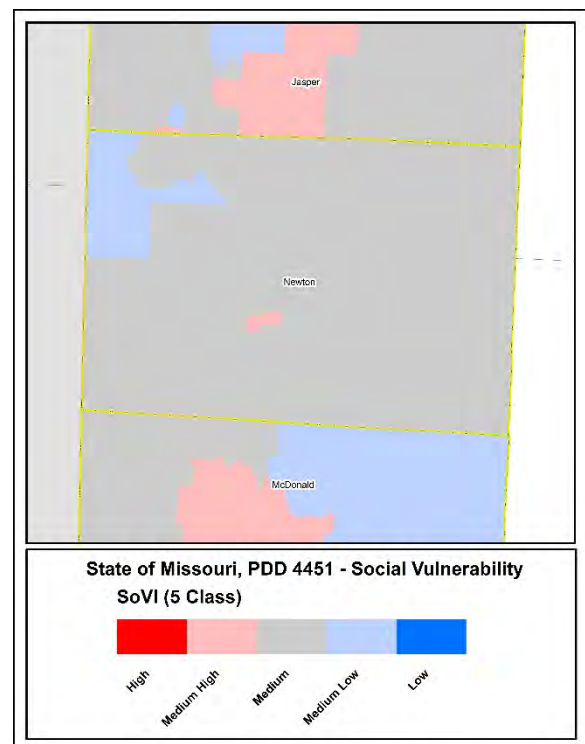 Jasper
Newton
McDonald
State of Missouri, PDD 4451 - Social Vulnerability
SoVI (5 Class)
High
Medium High
Medium
Medium Low
Low